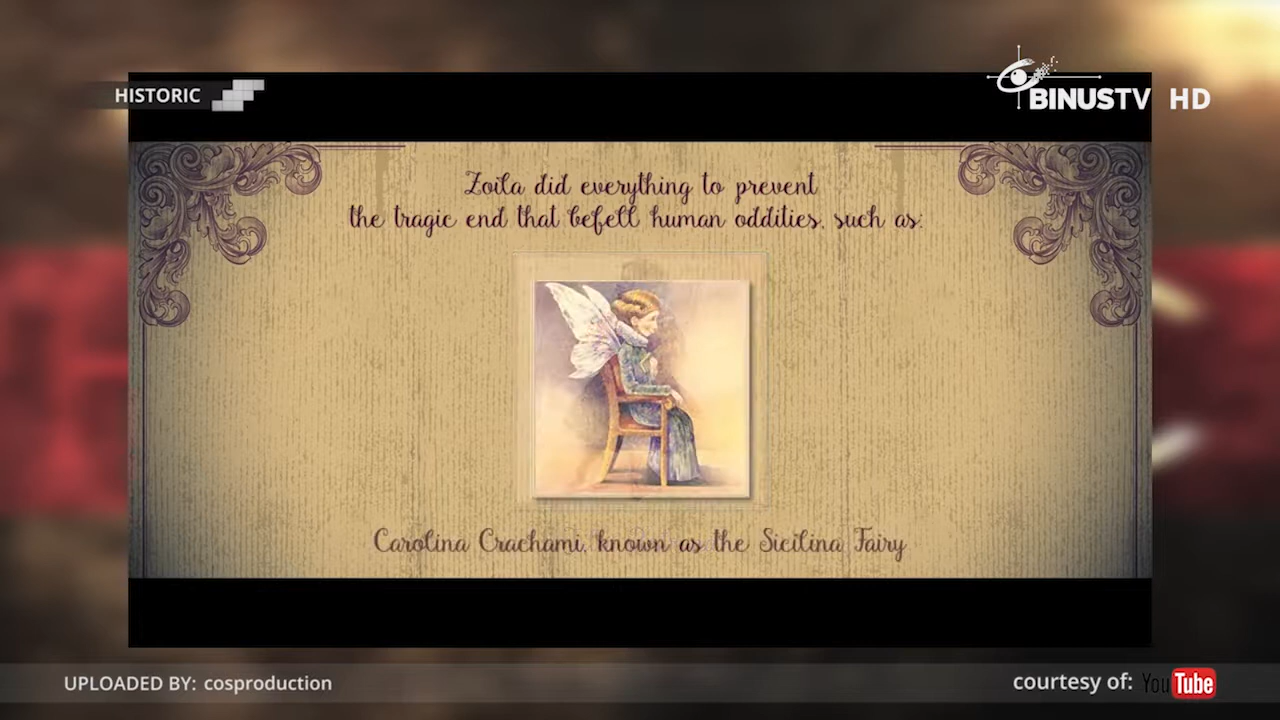 HISTORIC
BINUSTV HD
Zoila did everything to prevent
the tragic end that befell human oddities, such as:
Carolina Crachami, known as the Sicilina Fairy
UPLOADED BY: cosproduction
courtesy of: YouTube